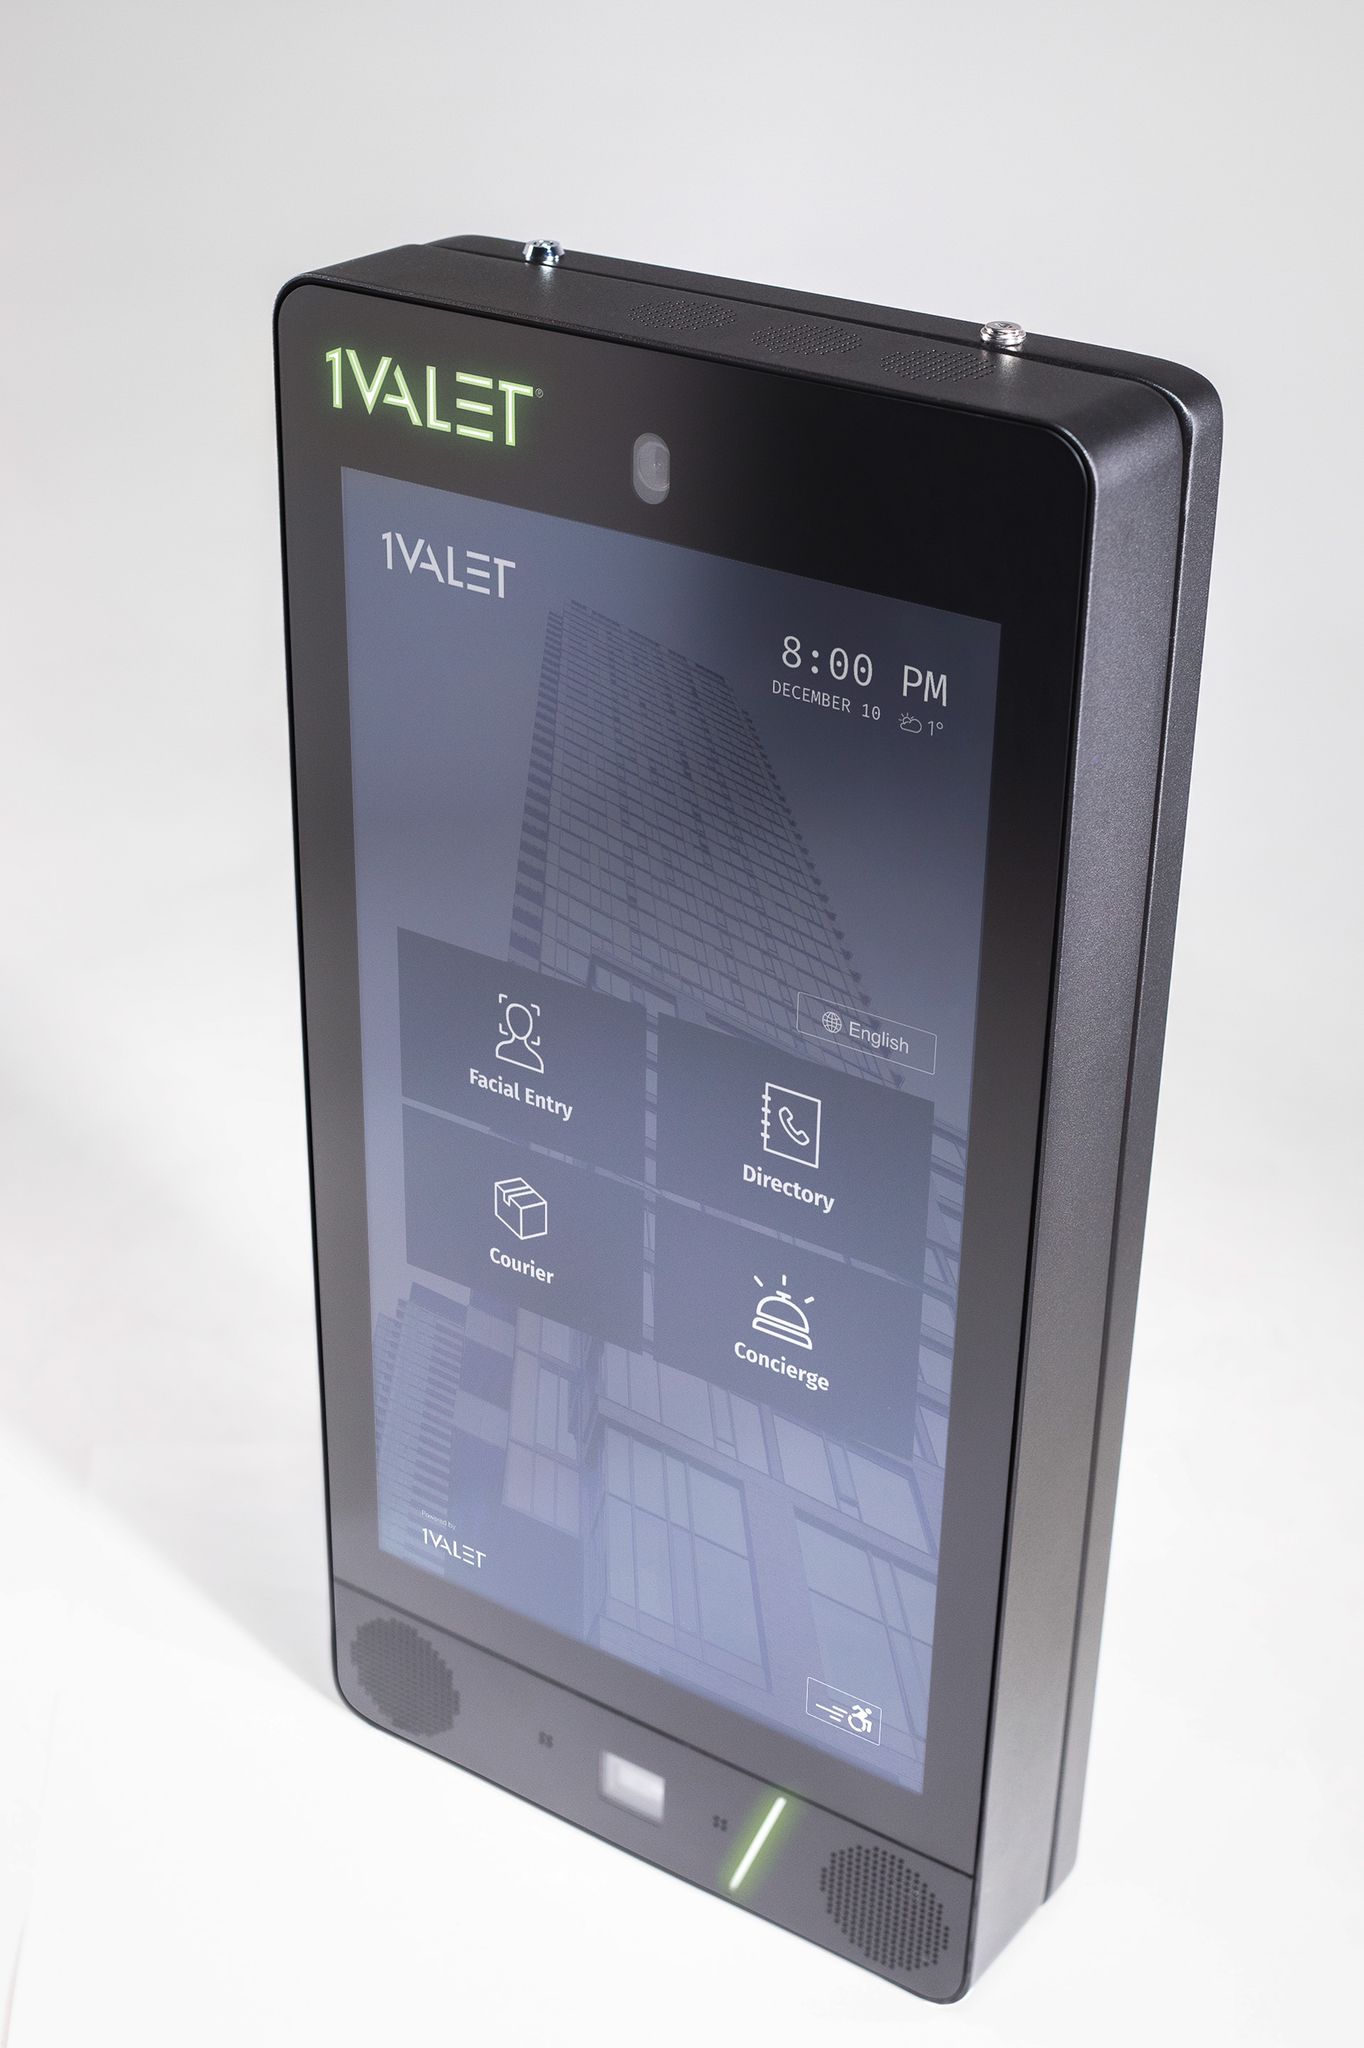 1VALET®
1VALET
8:00 PM
DECEMBER 10
1°
English
Facial Entry
Directory
Courier
Concierge
Powered by
1VALET